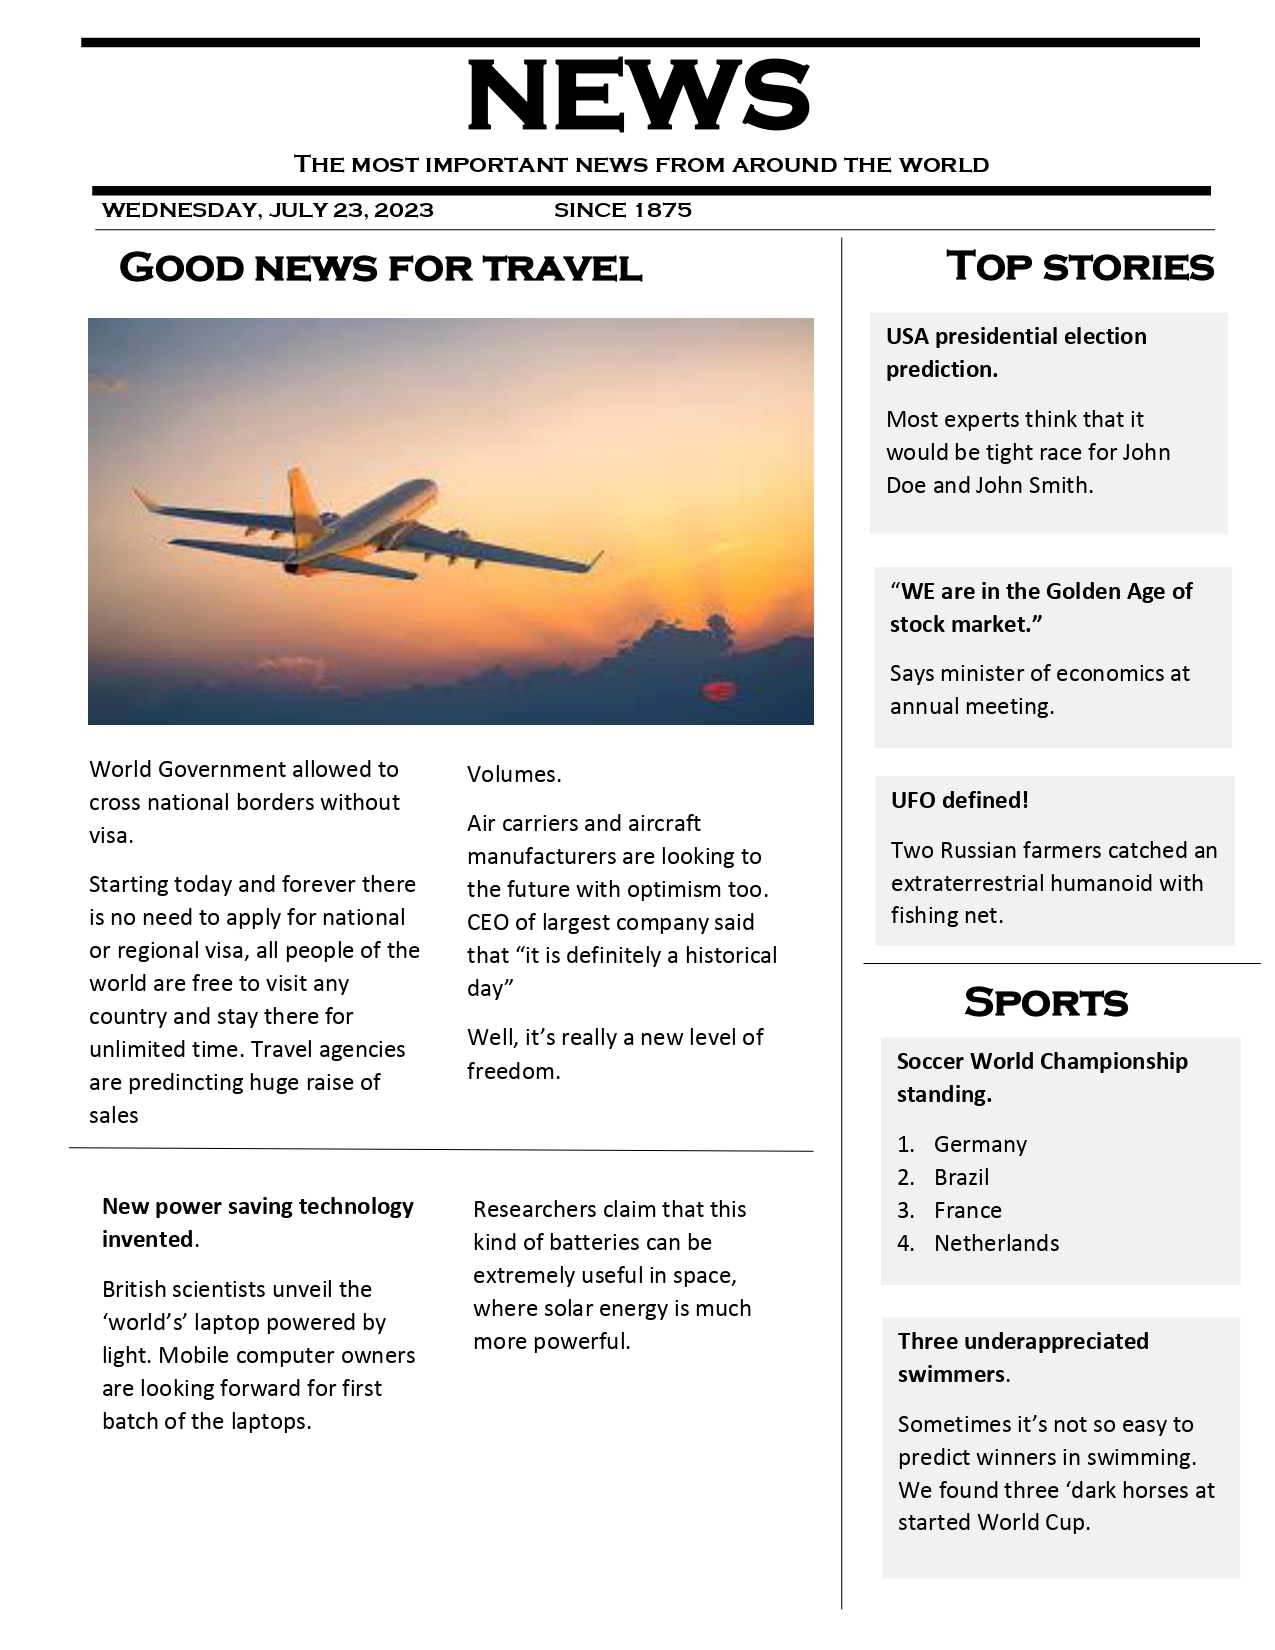 NEWS
THE MOST IMPORTANT NEWS FROM AROUND THE WORLD
WEDNESDAY, JULY 23, 2023 SINCE 1875
GOOD NEWS FOR TRAVEL
World Government allowed to
cross national borders without
visa.
Starting today and forever there
is no need to apply for national
or regional visa, all people of the
world are free to visit any
country and stay there for
unlimited time. Travel agencies
are predincting huge raise of
sales
Volumes.
Air carriers and aircraft
manufacturers are looking to
the future with optimism too.
CEO of largest company said
that “it is definitely a historical
day”
Well, it’s really a new level of
freedom.
New power saving technology
invented.
British scientists unveil the
‘world’s’ laptop powered by
light. Mobile computer owners
are looking forward for first
batch of the laptops.
Researchers claim that this
kind of batteries can be
extremely useful in space,
where solar energy is much
more powerful.
TOP STORIES
USA presidential election
prediction.
Most experts think that it
would be tight race for John
Doe and John Smith.
“WE are in the Golden Age of
stock market.”
Says minister of economics at
annual meeting.
UFO defined!
Two Russian farmers catched an
extraterrestrial humanoid with
fishing net.
SPORTS
Soccer World Championship
standing.
1. Germany
2. Brazil
3. France
4. Netherlands
Three underappreciated
swimmers.
Sometimes it’s not so easy to
predict winners in swimming.
We found three ‘dark horses at
started World Cup.